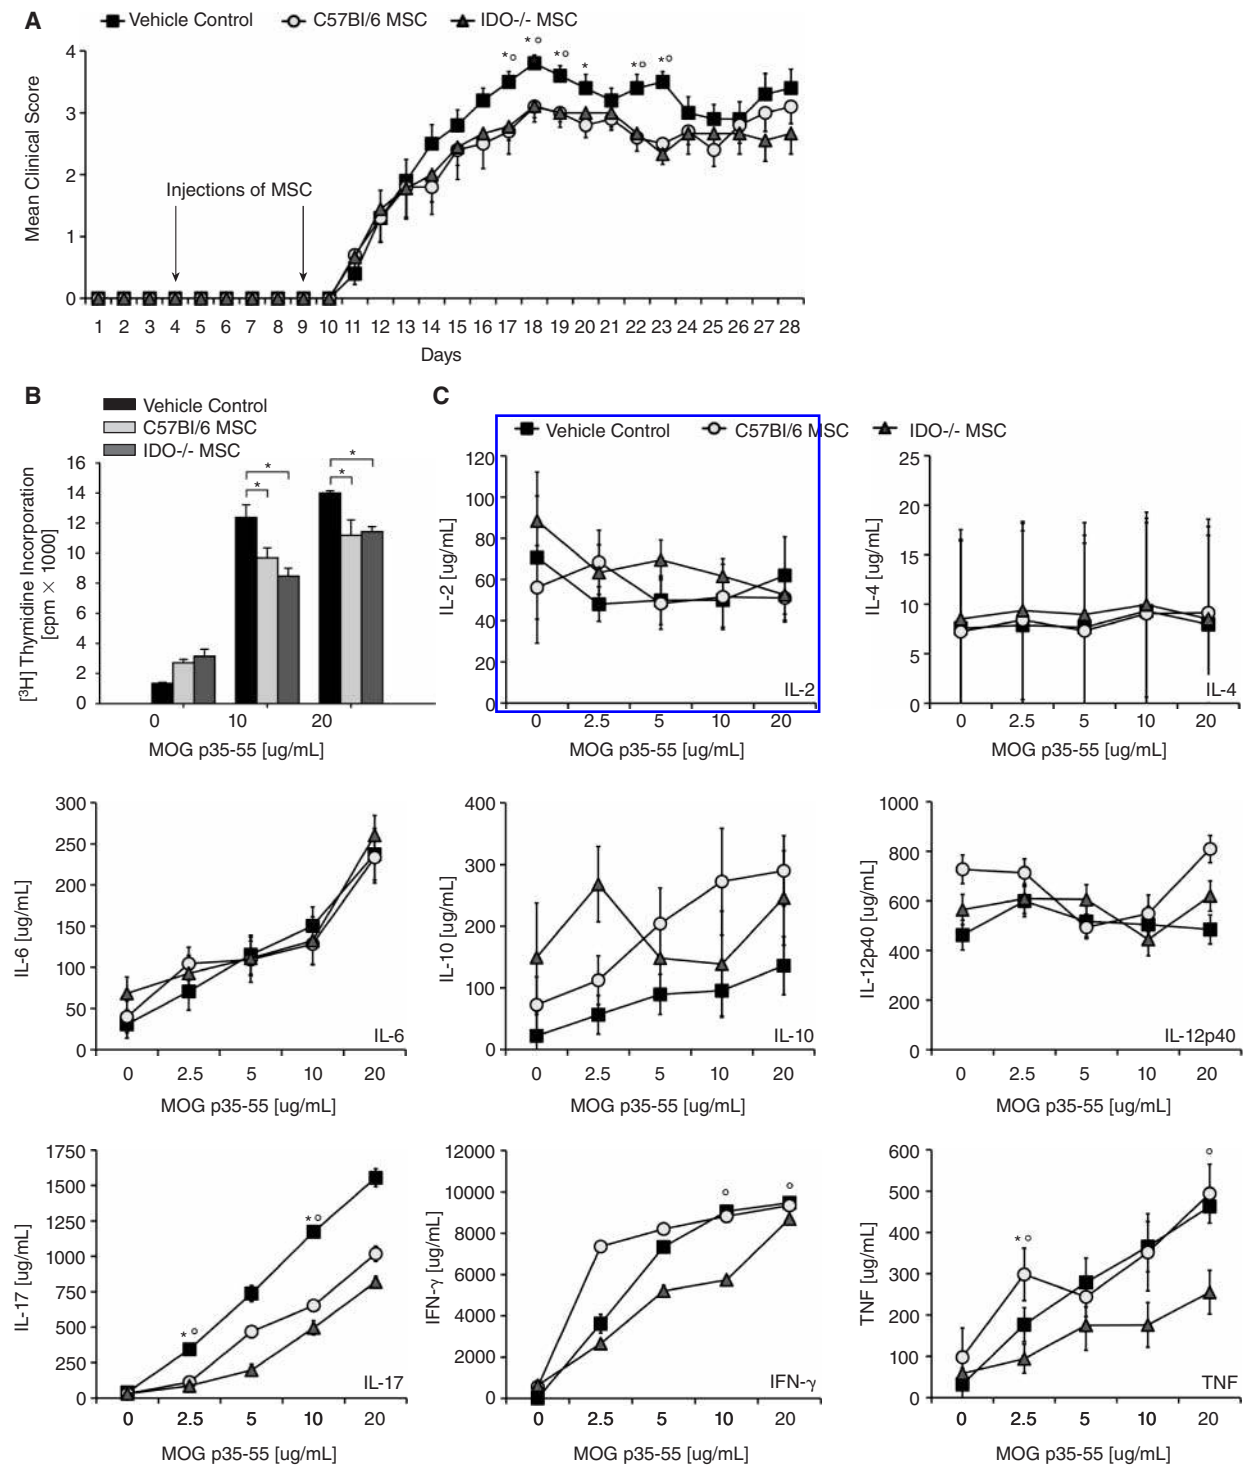 A
Vehicle Control C57BI/6 MSC IDO-/- MSC
* ° * ° * ° * * ° * °
4
3
2
1
0
Mean Clinical Score
Injections of MSC
1 2 3 4 5 6 7 8 9 10 11 12 13 14 15 16 17 18 19 20 21 22 23 24 25 26 27 28
Days
B
Vehicle Control
C57BI/6 MSC
IDO-/- MSC
16
14
12
10
8
6
4
2
0
[³H] Thymidine Incorporation
[cpm × 1000]
* *
* *
0 10 20
MOG p35-55 [ug/mL]
C
Vehicle Control C57BI/6 MSC IDO-/- MSC
120
100
80
60
40
20
0
IL-2 [ug/mL]
IL-2
0 2.5 5 10 20
MOG p35-55 [ug/mL]
25
20
15
10
5
0
IL-4 [ug/mL]
IL-4
0 2.5 5 10 20
MOG p35-55 [ug/mL]
300
250
200
150
100
50
0
IL-6 [ug/mL]
IL-6
0 2.5 5 10 20
MOG p35-55 [ug/mL]
400
300
200
100
0
IL-10 [ug/mL]
IL-10
0 2.5 5 10 20
MOG p35-55 [ug/mL]
1000
800
600
400
200
0
IL-12p40 [ug/mL]
IL-12p40
0 2.5 5 10 20
MOG p35-55 [ug/mL]
1750
1500
1250
1000
750
500
250
0
IL-17 [ug/mL]
* ° * °
IL-17
0 2.5 5 10 20
MOG p35-55 [ug/mL]
12000
10000
8000
6000
4000
2000
0
IFN-γ [ug/mL]
° °
IFN-γ
0 2.5 5 10 20
MOG p35-55 [ug/mL]
600
500
400
300
200
100
0
TNF [ug/mL]
* ° °
TNF
0 2.5 5 10 20
MOG p35-55 [ug/mL]